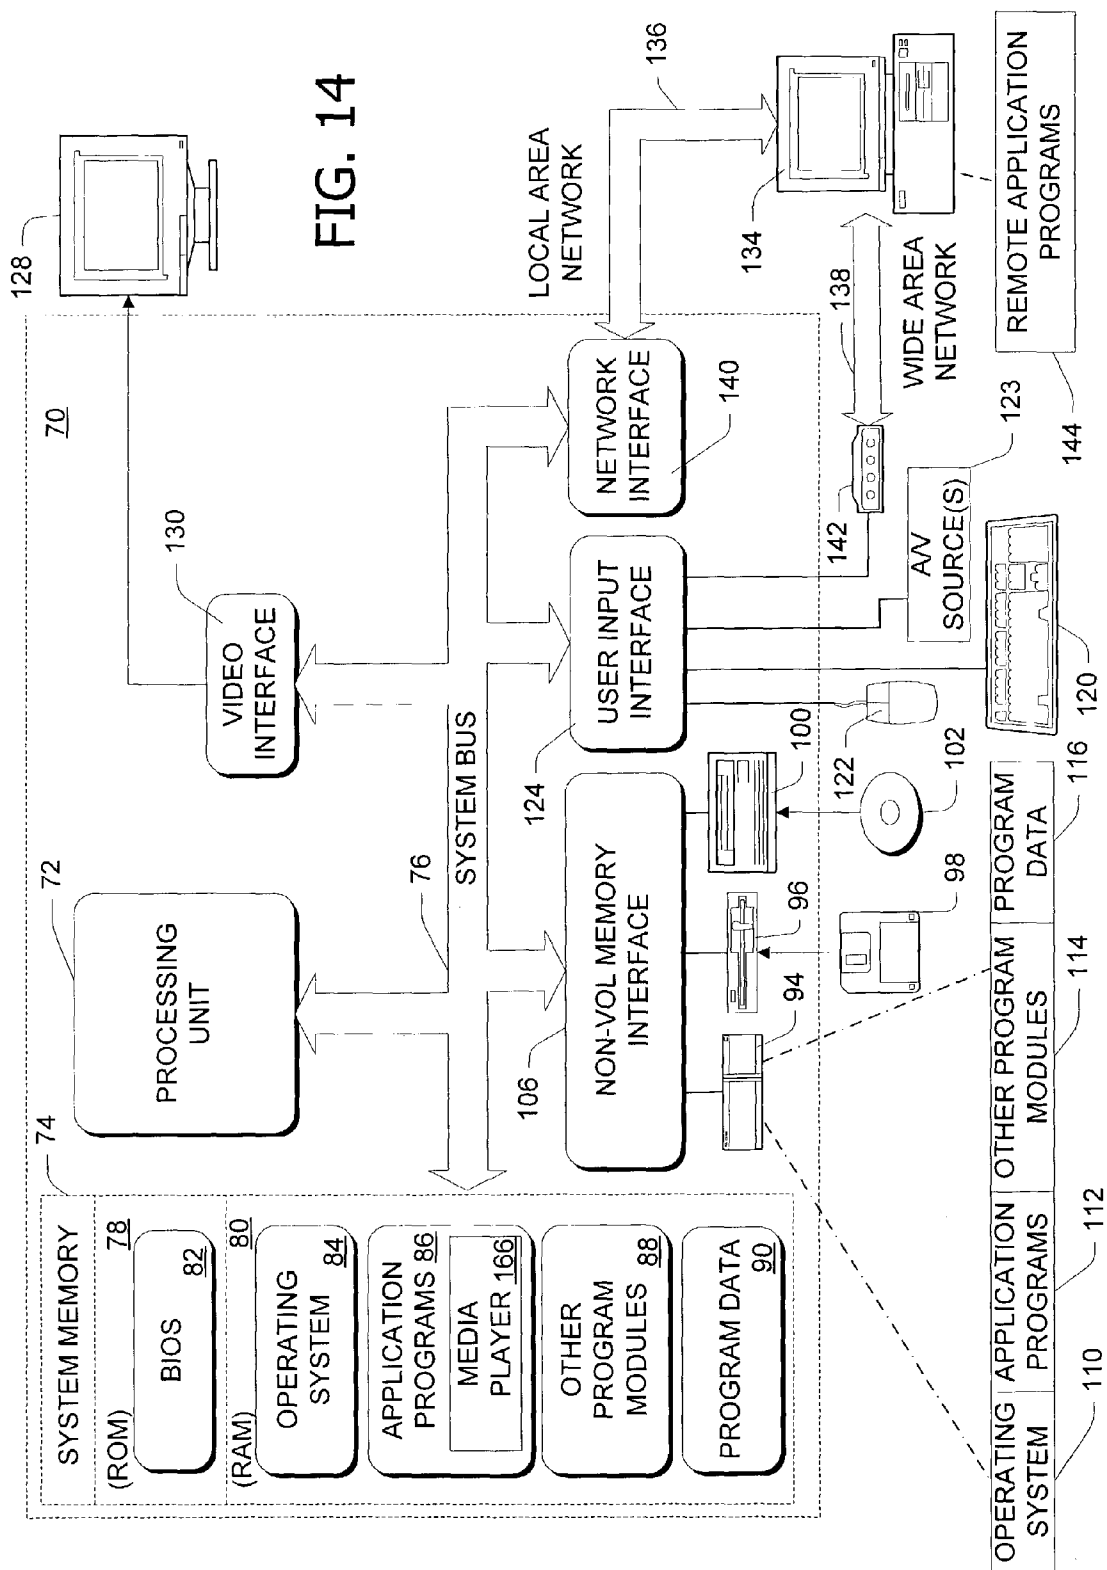 FIG. 14
70
128
SYSTEM MEMORY
74
(ROM) 78
BIOS
82
(RAM) 80
OPERATING
SYSTEM 84
APPLICATION
PROGRAMS 86
MEDIA
PLAYER 166
OTHER
PROGRAM
MODULES 88
PROGRAM DATA
90
72
PROCESSING
UNIT
130
VIDEO
INTERFACE
76
SYSTEM BUS
106
NON-VOL MEMORY
INTERFACE
124
USER INPUT
INTERFACE
NETWORK
INTERFACE
140
LOCAL AREA
NETWORK
136
94
96
100
98
102
122
120
142
A/V
SOURCE(S)
123
138
WIDE AREA
NETWORK
134
REMOTE APPLICATION
PROGRAMS
144
OPERATING
SYSTEM
110
APPLICATION
PROGRAMS
112
OTHER PROGRAM
MODULES
114
PROGRAM
DATA
116